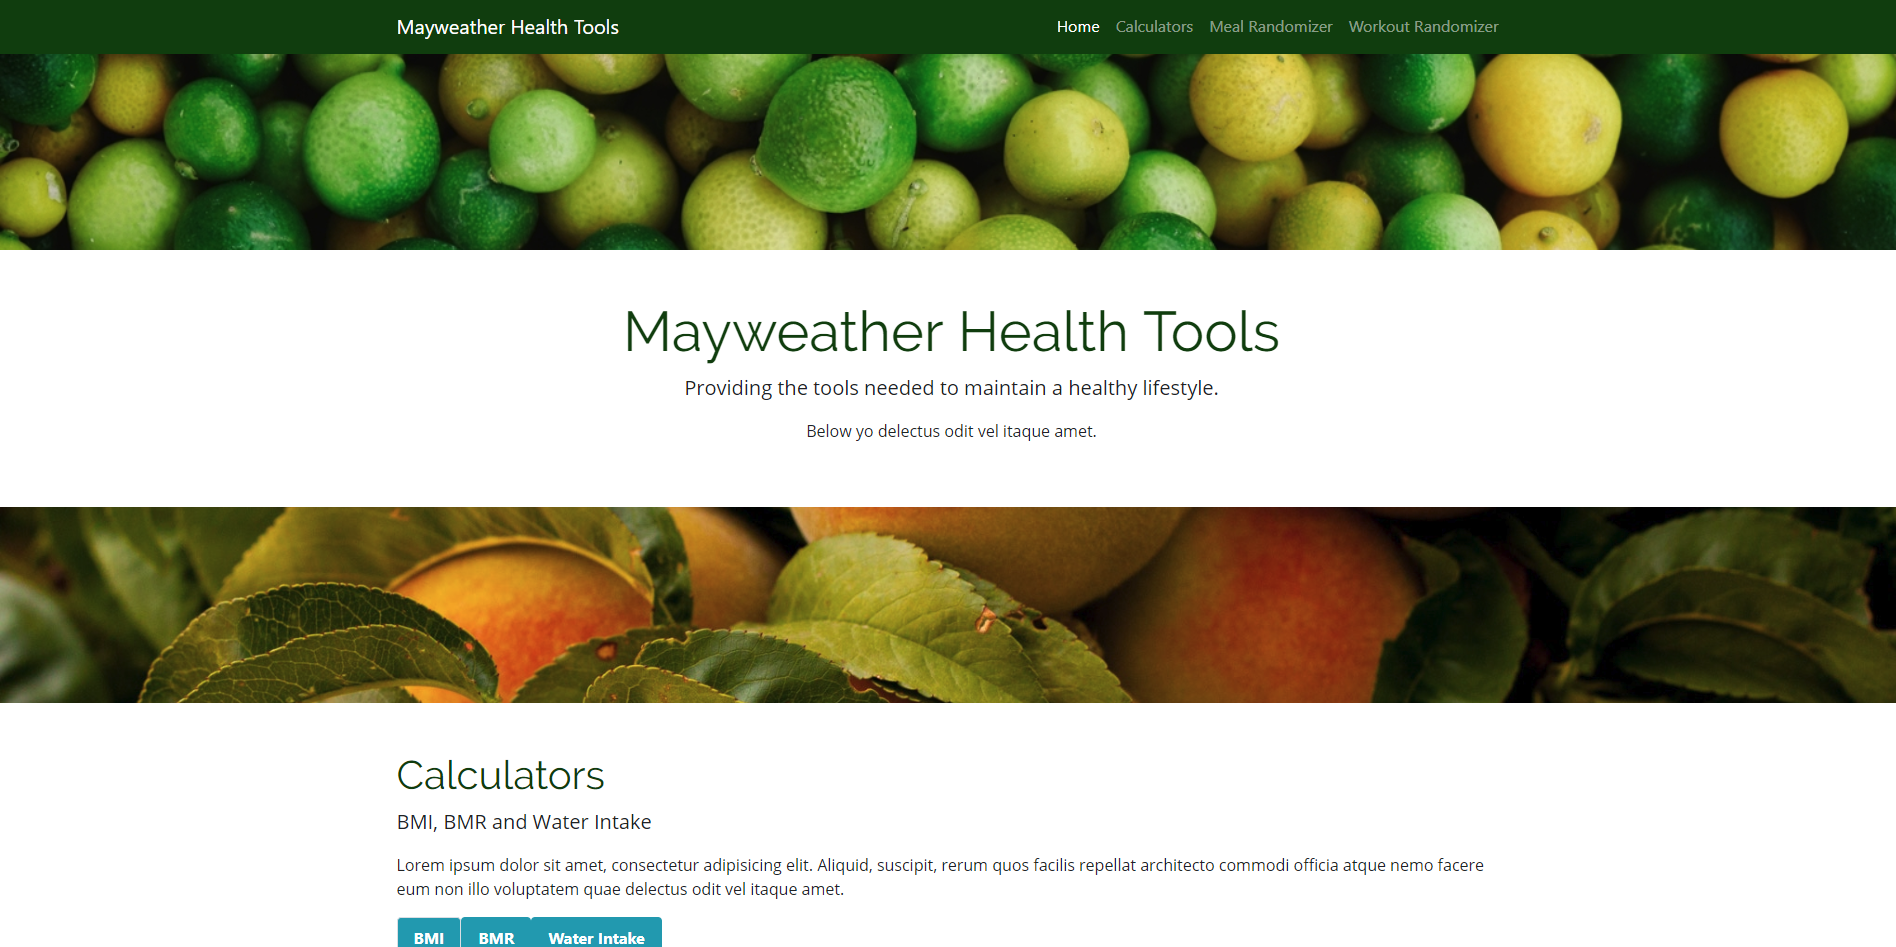 Mayweather Health Tools
Home Calculators Meal Randomizer Workout Randomizer
Mayweather Health Tools
Providing the tools needed to maintain a healthy lifestyle.
Below yo delectus odit vel itaque amet.
Calculators
BMI, BMR and Water Intake
Lorem ipsum dolor sit amet, consectetur adipisicing elit. Aliquid, suscipit, rerum quos facilis repellat architecto commodi officia atque nemo facere
eum non illo voluptatem quae delectus odit vel itaque amet.
BMI BMR Water Intake